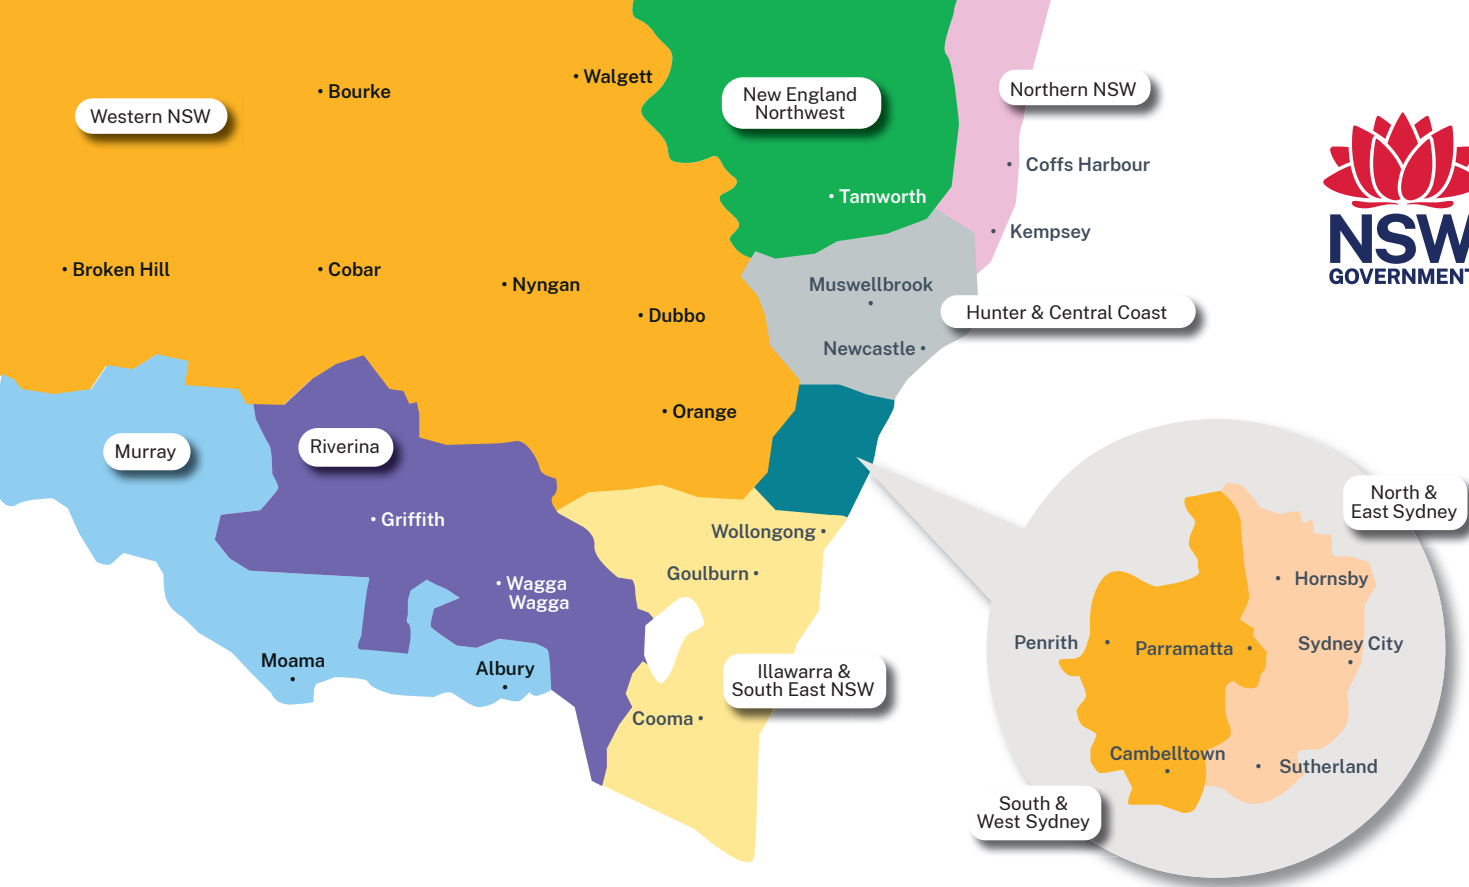 Walgett
Bourke
Western NSW
New England
Northwest
Northern NSW
Coffs Harbour
Tamworth
Kempsey
NSW
GOVERNMENT
Broken Hill
Cobar
Nyngan
Dubbo
Muswellbrook
Hunter & Central Coast
Newcastle
Orange
Murray
Riverina
Griffith
Wollongong
Goulburn
Wagga
Wagga
Moama
Albury
Illawarra &
South East NSW
Cooma
North &
East Sydney
Hornsby
Penrith
Parramatta
Sydney City
Cambelltown
Sutherland
South &
West Sydney